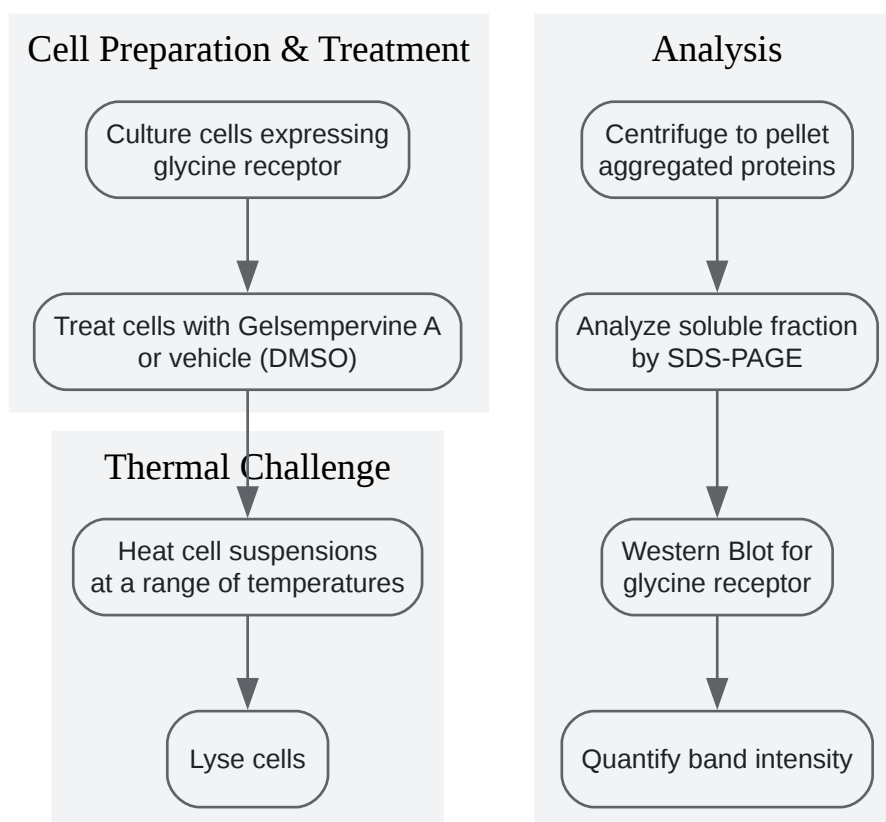 Cell Preparation & Treatment
Culture cells expressing
glycine receptor
Treat cells with Gelsempervine A
or vehicle (DMSO)
Thermal Challenge
Heat cell suspensions
at a range of temperatures
Lyse cells
Analysis
Centrifuge to pellet
aggregated proteins
Analyze soluble fraction
by SDS-PAGE
Western Blot for
glycine receptor
Quantify band intensity